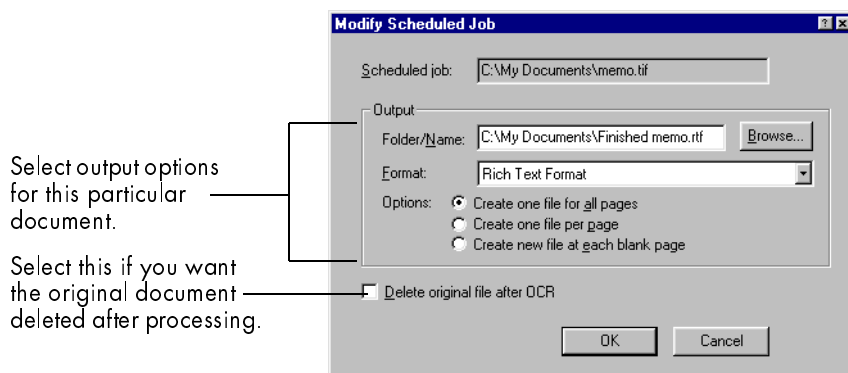 Modify Scheduled Job
Scheduled job: C:\My Documents\memo.tif
Output
Folder/Name: C:\My Documents\Finished memo.rtf Browse...
Format: Rich Text Format
Options: Create one file for all pages
Create one file per page
Create new file at each blank page
Delete original file after OCR
OK Cancel
Select output options
for this particular
document.
Select this if you want
the original document
deleted after processing.